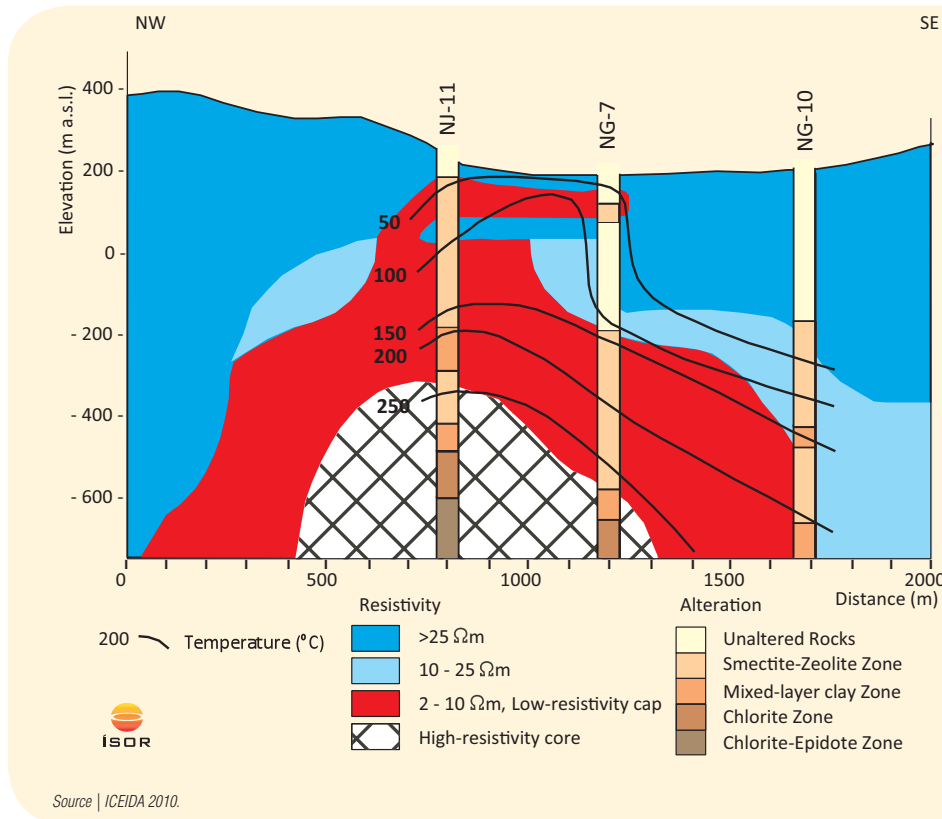 NW
SE
Elevation (m a.s.l.)
400
200
0
- 200
- 400
- 600
NJ-11
NG-7
NG-10
50
100
150
200
250
0
500
1000
1500
2000
Distance (m)
200 Temperature (°C)
Resistivity
>25 Ωm
10 - 25 Ωm
2 - 10 Ωm, Low-resistivity cap
High-resistivity core
Alteration
Unaltered Rocks
Smectite-Zeolite Zone
Mixed-layer clay Zone
Chlorite Zone
Chlorite-Epidote Zone
ÍSOR
Source | ICEIDA 2010.